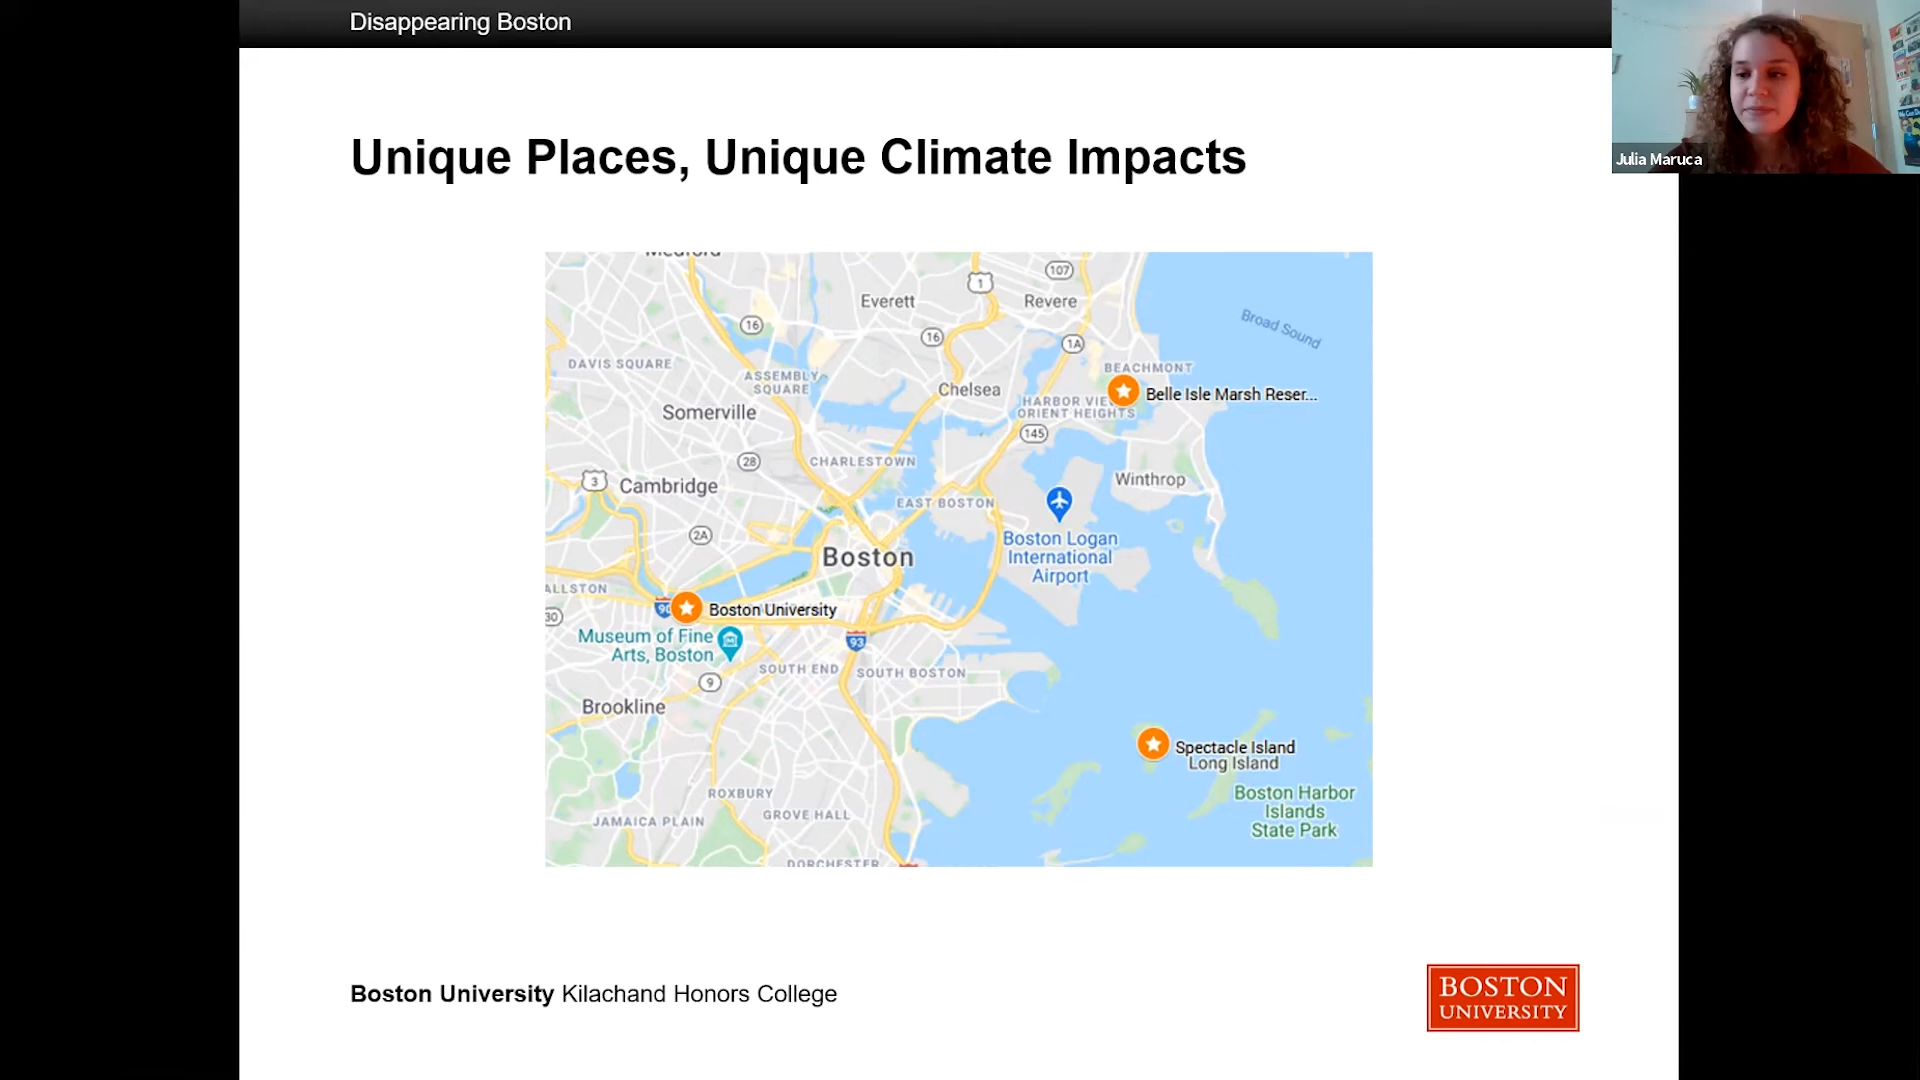 Disappearing Boston
Julia Maruca
Unique Places, Unique Climate Impacts
Medford
107
1
Everett
Revere
Broad Sound
16
16
1A
DAVIS SQUARE
BEACHMONT
ASSEMBLY
SQUARE
Chelsea
Belle Isle Marsh Reser...
HARBOR VIE
ORIENT HEIGHTS
Somerville
145
28
CHARLESTOWN
3
Cambridge
Winthrop
EAST BOSTON
2A
Boston Logan
International
Airport
Boston
ALLSTON
90
Boston University
30
Museum of Fine
Arts, Boston
93
SOUTH END
SOUTH BOSTON
9
Brookline
Spectacle Island
Long Island
ROXBURY
Boston Harbor
Islands
State Park
GROVE HALL
JAMAICA PLAIN
DORCHESTER
Boston University Kilachand Honors College
BOSTON
UNIVERSITY